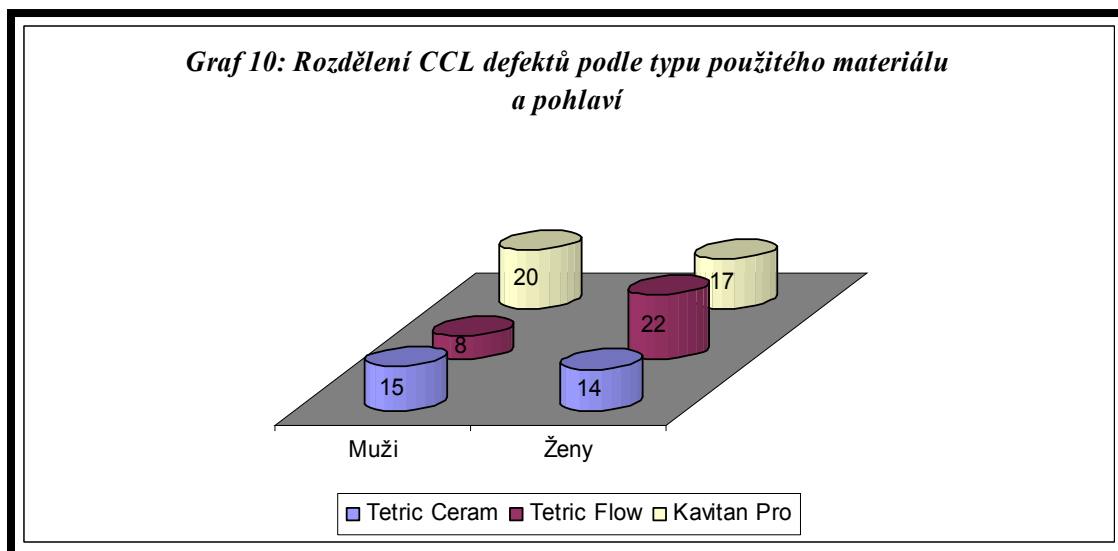 Graf 10: Rozdělení CCL defektů podle typu použitého materiálu
a pohlaví
20
17
8
22
15
14
Muži
Ženy
Tetric Ceram
Tetric Flow
Kavitan Pro